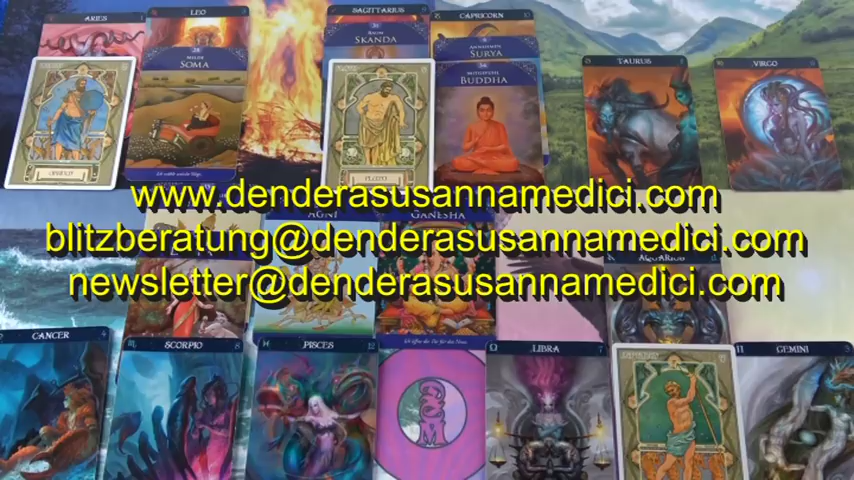 ARIES
LEO
SAGITTARIUS
CAPRICORN
SKANDA
SURYA
SOMA
BUDDHA
TAURUS
VIRGO
PLUTO
www.denderasusannamedici.com
AGNI
GANESHA
blitzberatung@denderasusannamedici.com
AQUARIUS
newsletter@denderasusannamedici.com
CANCER
SCORPIO
PISCES
LIBRA
GEMINI